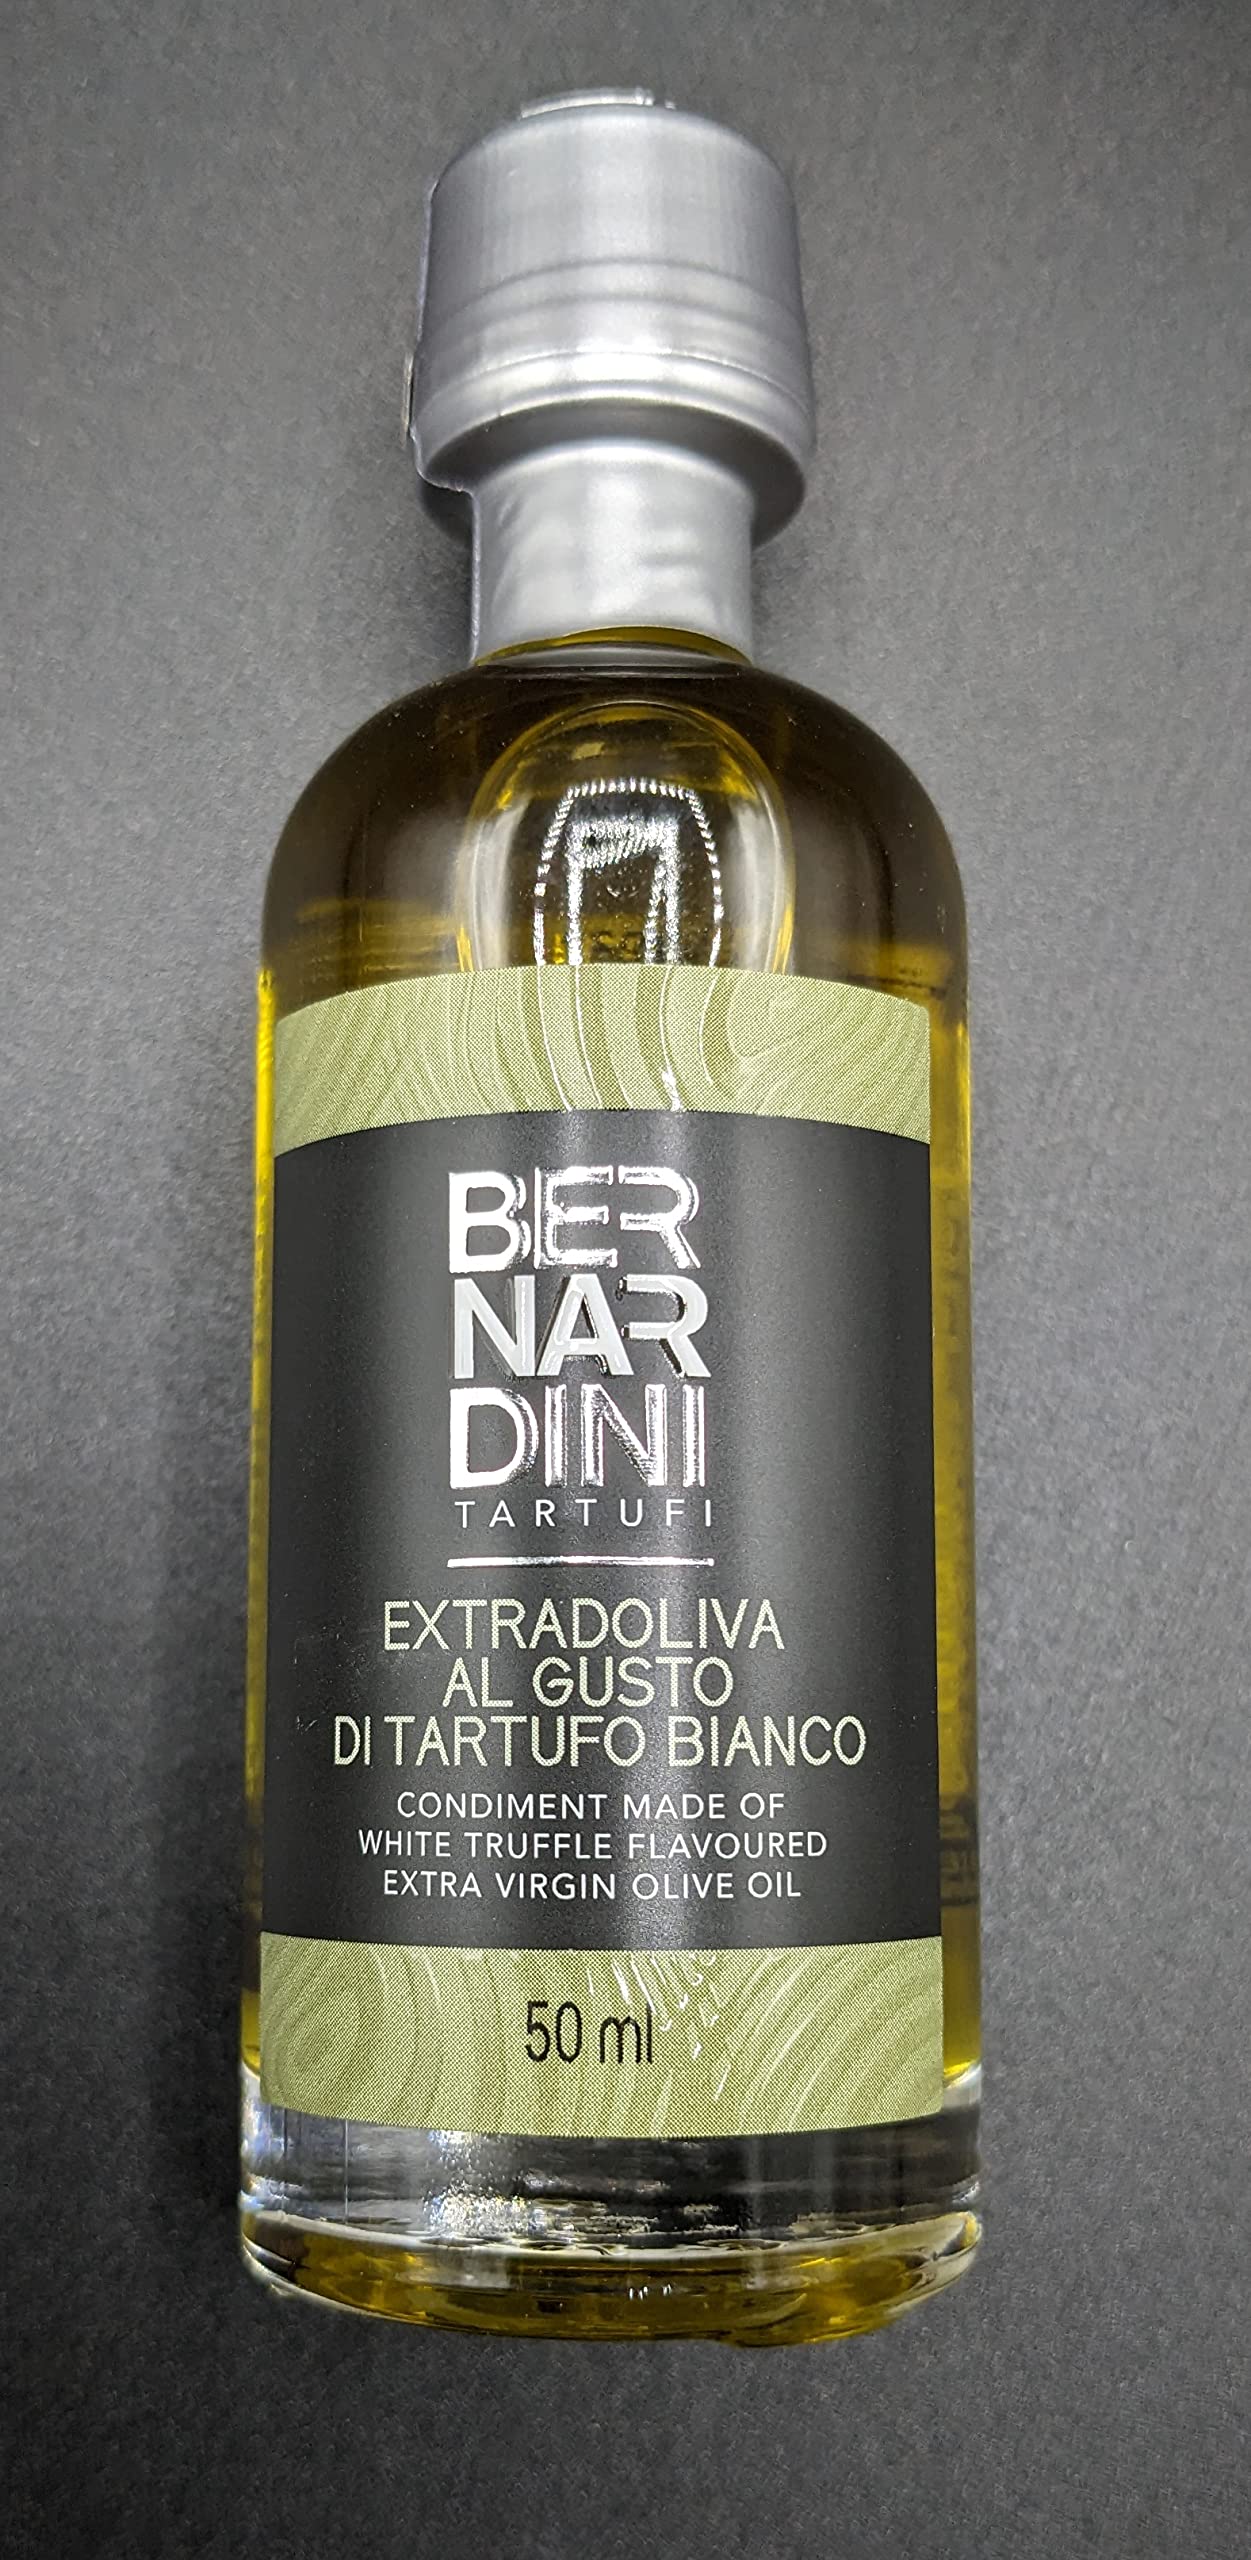 BER
NAR
DINI
TARTUFI
EXTRADOLIVA
AL GUSTO
DI TARTUFO BIANCO
CONDIMENT MADE OF
WHITE TRUFFLE FLAVOURED
EXTRA VIRGIN OLIVE OIL
50 ml